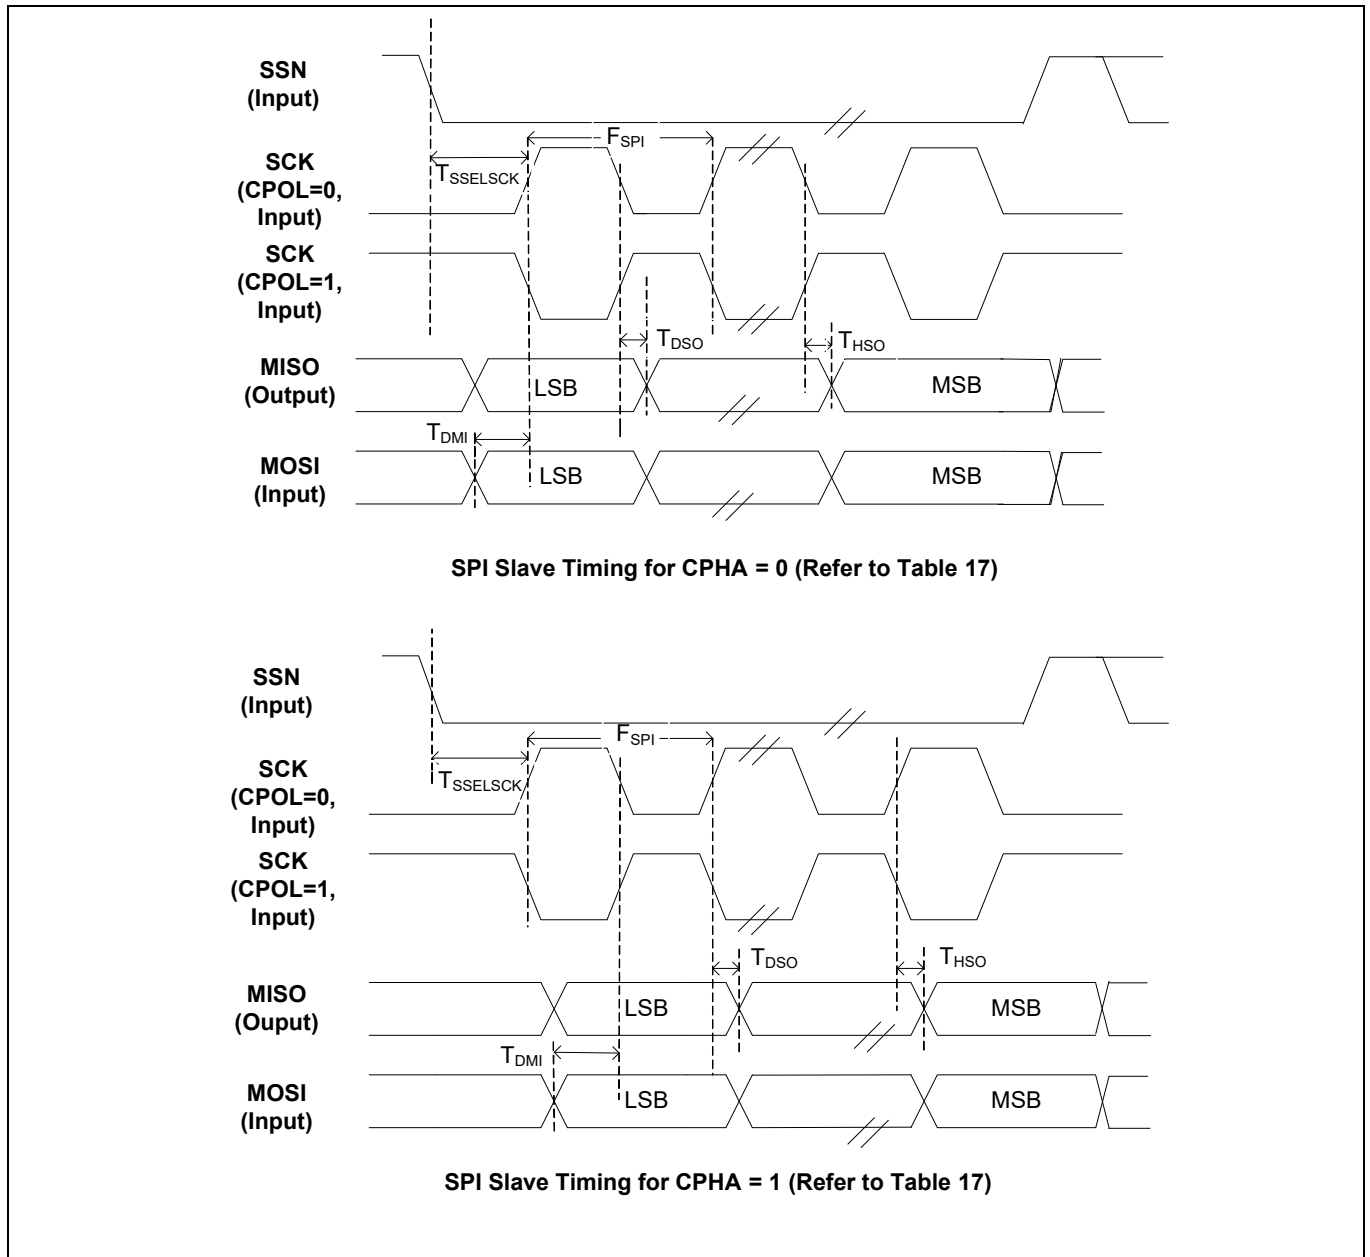 SSN
(Input)
F_SPI
SCK
(CPOL=0,
Input)
T_SSELSCK
SCK
(CPOL=1,
Input)
T_DSO
T_HSO
MISO
(Output)
LSB
MSB
T_DMI
MOSI
(Input)
LSB
MSB
SPI Slave Timing for CPHA = 0 (Refer to Table 17)
SSN
(Input)
F_SPI
SCK
(CPOL=0,
Input)
T_SSELSCK
SCK
(CPOL=1,
Input)
T_DSO
T_HSO
MISO
(Ouput)
LSB
MSB
T_DMI
MOSI
(Input)
LSB
MSB
SPI Slave Timing for CPHA = 1 (Refer to Table 17)